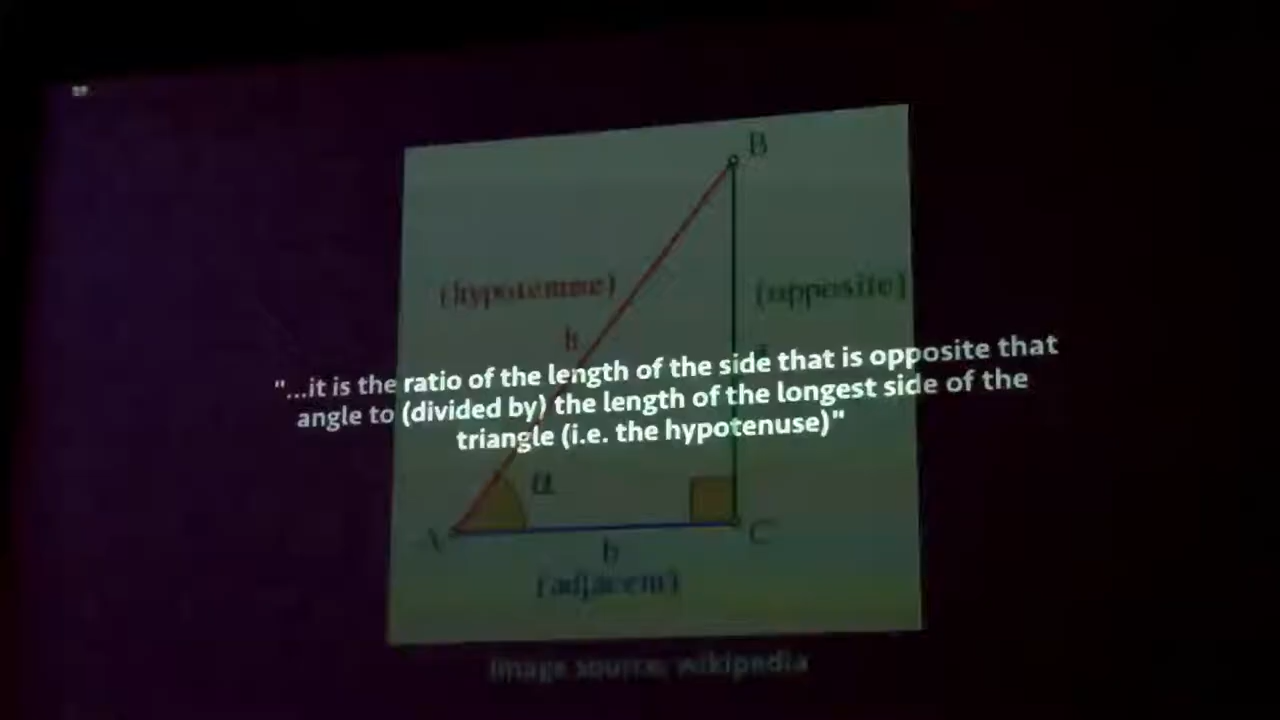 B
(hypotenuse)
(opposite)
h
"...it is the ratio of the length of the side that is opposite that
angle to (divided by) the length of the longest side of the
triangle (i.e. the hypotenuse)"
α
A
C
b
(adjacent)
Image source, wikipedia